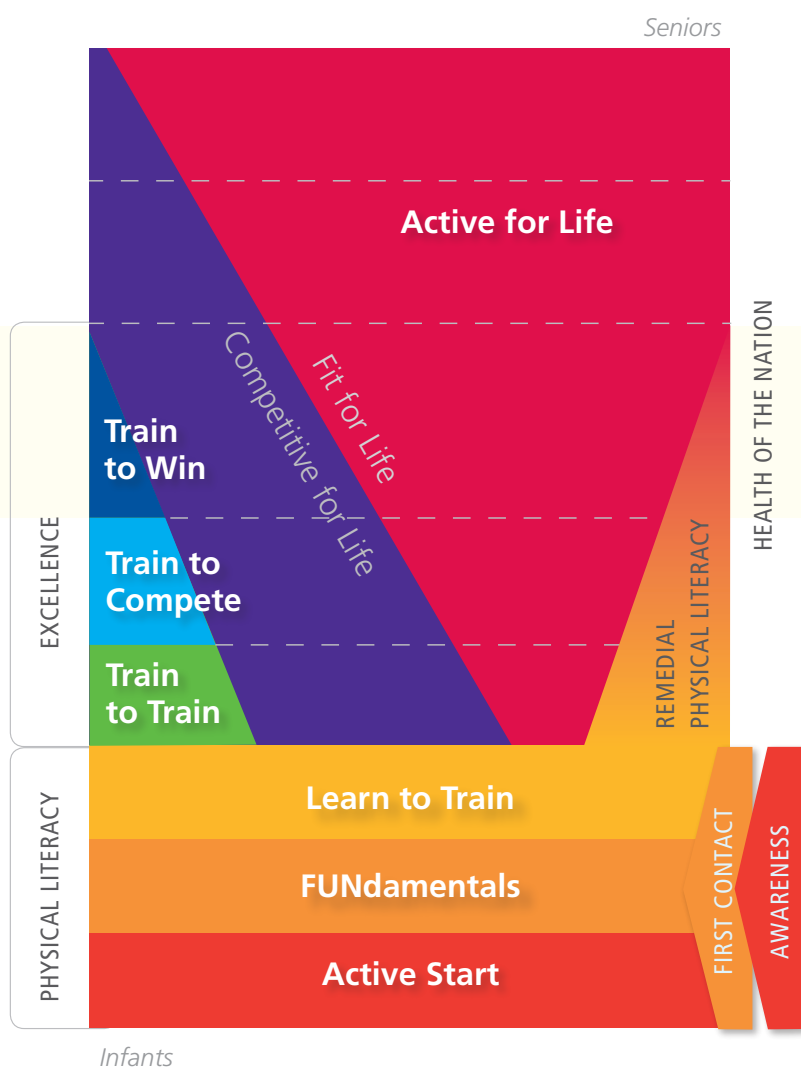 Seniors
Active for Life
HEALTH OF THE NATION
Fit for Life
Competitive for Life
Train
to Win
EXCELLENCE
Train to
Compete
REMEDIAL
PHYSICAL LITERACY
Train
to Train
PHYSICAL LITERACY
Learn to Train
FUNdamentals
Active Start
FIRST CONTACT
AWARENESS
Infants